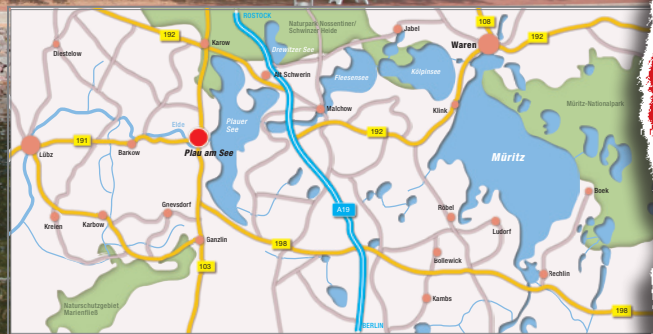 ROSTOCK
Naturpark Nossentiner/
Schwinzer Heide
108
192
Karow
Jabel
Waren
192
Diestelow
Drewitzer See
Alt Schwerin
Fleesensee
Kölpinsee
Plauer
See
Malchow
Klink
Müritz-Nationalpark
Elde
191
192
Lübz
Barkow
Plau am See
Müritz
Boek
Gnevsdorf
A19
Röbel
Kreien
Karbow
Ludorf
Ganzlin
198
Bollewick
103
Rechlin
Naturschutzgebiet
Marienfließ
Kambs
198
BERLIN